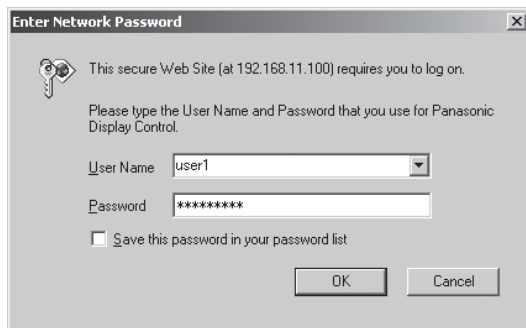 Enter Network Password
This secure Web Site (at 192.168.11.100) requires you to log on.
Please type the User Name and Password that you use for Panasonic
Display Control.
User Name user1
Password *********
Save this password in your password list
OK Cancel